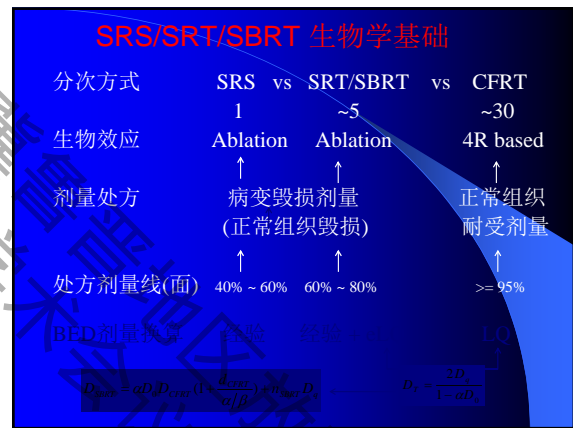 SRS/SRT/SBRT 生物学基础
分次方式 SRS vs SRT/SBRT vs CFRT
1 ~5 ~30
生物效应 Ablation Ablation 4R based
剂量处方 病变毁损剂量 正常组织
(正常组织毁损) 耐受剂量
处方剂量线(面) 40% ~ 60% 60% ~ 80% >= 95%
BED剂量换算 经验 LQ